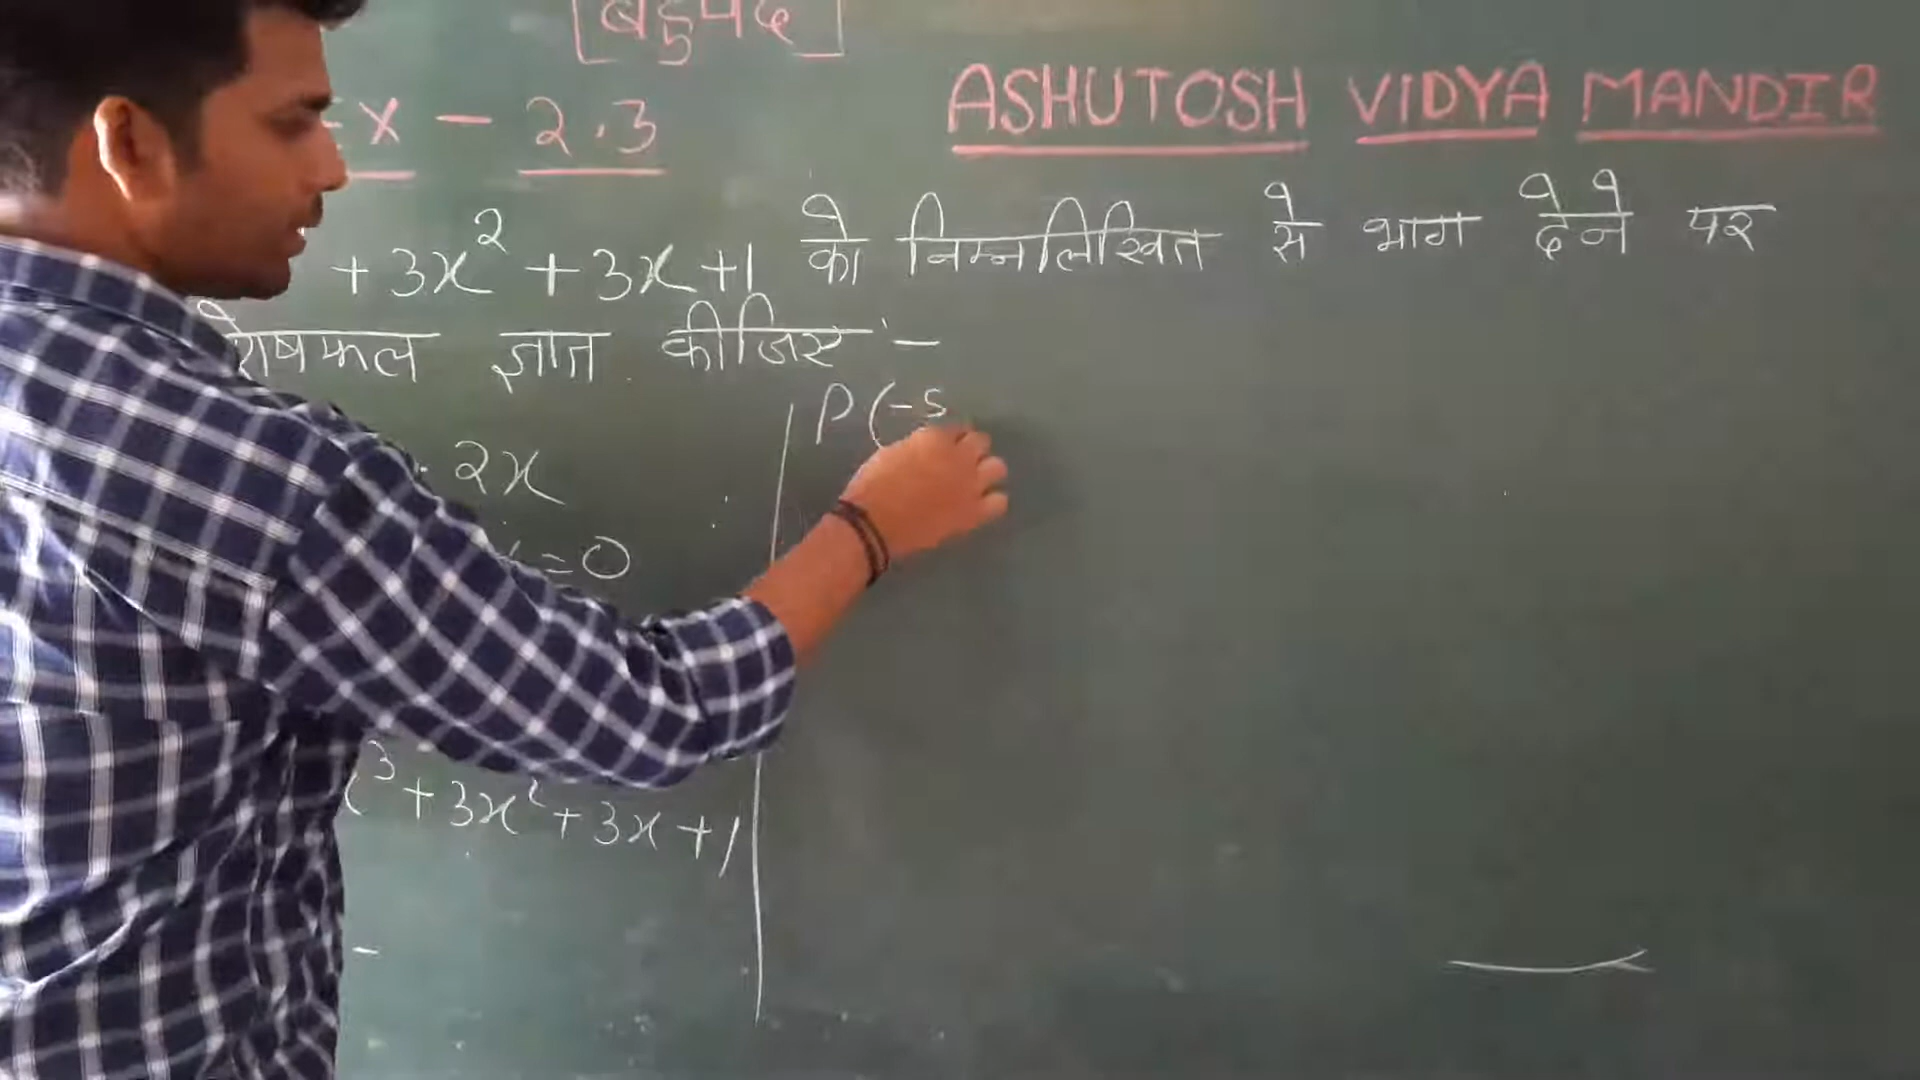 [बहुपद]
Ex - 2.3
ASHUTOSH VIDYA MANDIR
+ 3x² + 3x + 1 को निम्नलिखित से भाग देने पर
शेषफल ज्ञात कीजिए :-
2x
= 0
x³ + 3x² + 3x + 1
-
P(-5